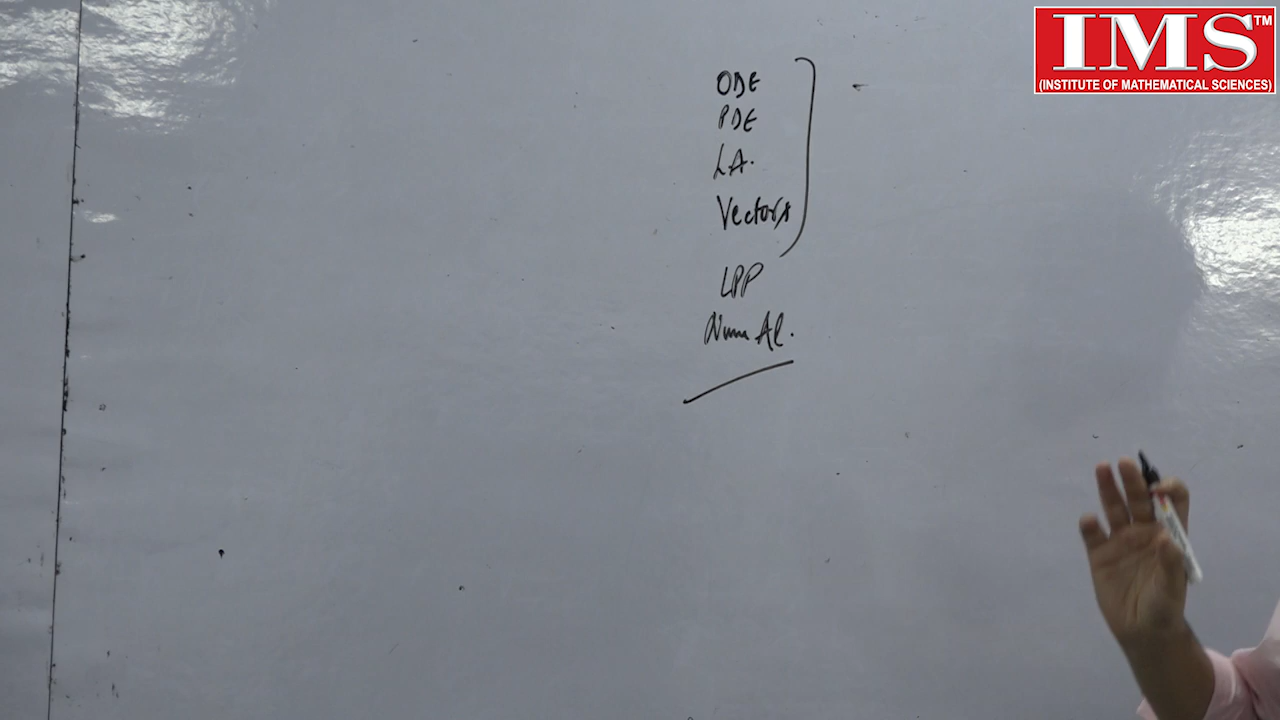 IMS™
(INSTITUTE OF MATHEMATICAL SCIENCES)
ODE
PDE
LA.
Vectors
LPP
Num Al.